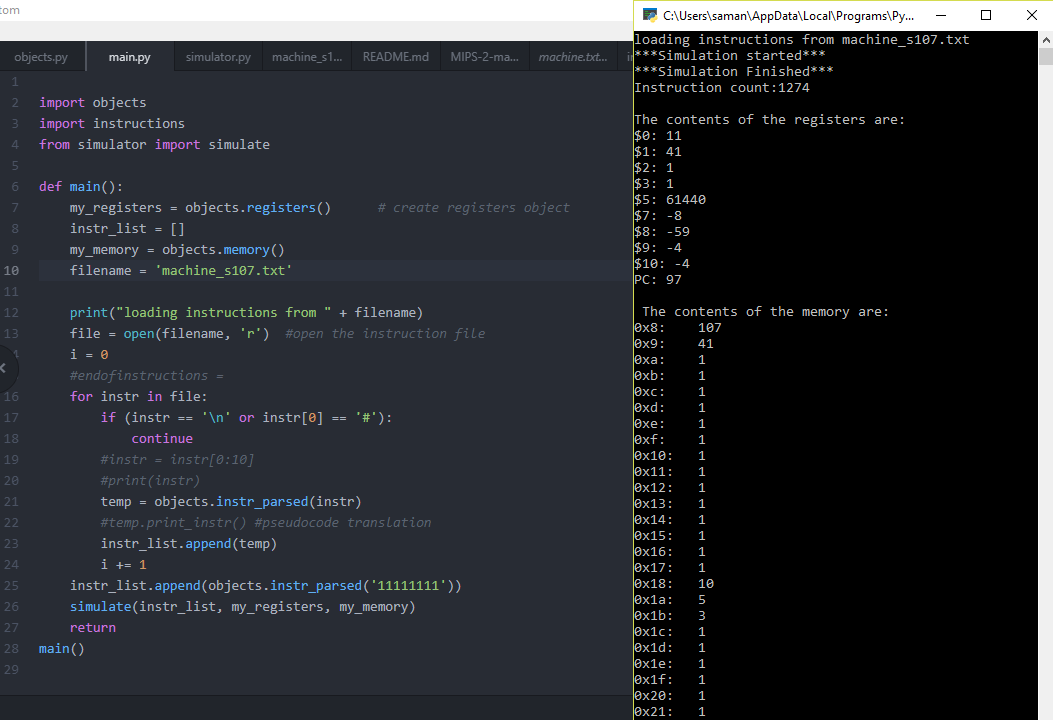 tom
C:\Users\saman\AppData\Local\Programs\Py...
objects.py main.py simulator.py machine_s1... README.md MIPS-2-ma... machine.txt...
1
2 import objects
3 import instructions
4 from simulator import simulate
5
6 def main():
7 my_registers = objects.registers() # create registers object
8 instr_list = []
9 my_memory = objects.memory()
10 filename = 'machine_s107.txt'
11
12 print("loading instructions from " + filename)
13 file = open(filename, 'r') #open the instruction file
i = 0
#endofinstructions =
16 for instr in file:
17 if (instr == '\n' or instr[0] == '#'):
18 continue
19 #instr = instr[0:10]
20 #print(instr)
21 temp = objects.instr_parsed(instr)
22 #temp.print_instr() #pseudocode translation
23 instr_list.append(temp)
24 i += 1
25 instr_list.append(objects.instr_parsed('11111111'))
26 simulate(instr_list, my_registers, my_memory)
27 return
28 main()
29
loading instructions from machine_s107.txt
***Simulation started***
***Simulation Finished***
Instruction count:1274
The contents of the registers are:
$0: 11
$1: 41
$2: 1
$3: 1
$5: 61440
$7: -8
$8: -59
$9: -4
$10: -4
PC: 97
The contents of the memory are:
0x8: 107
0x9: 41
0xa: 1
0xb: 1
0xc: 1
0xd: 1
0xe: 1
0xf: 1
0x10: 1
0x11: 1
0x12: 1
0x13: 1
0x14: 1
0x15: 1
0x16: 1
0x17: 1
0x18: 10
0x1a: 5
0x1b: 3
0x1c: 1
0x1d: 1
0x1e: 1
0x1f: 1
0x20: 1
0x21: 1